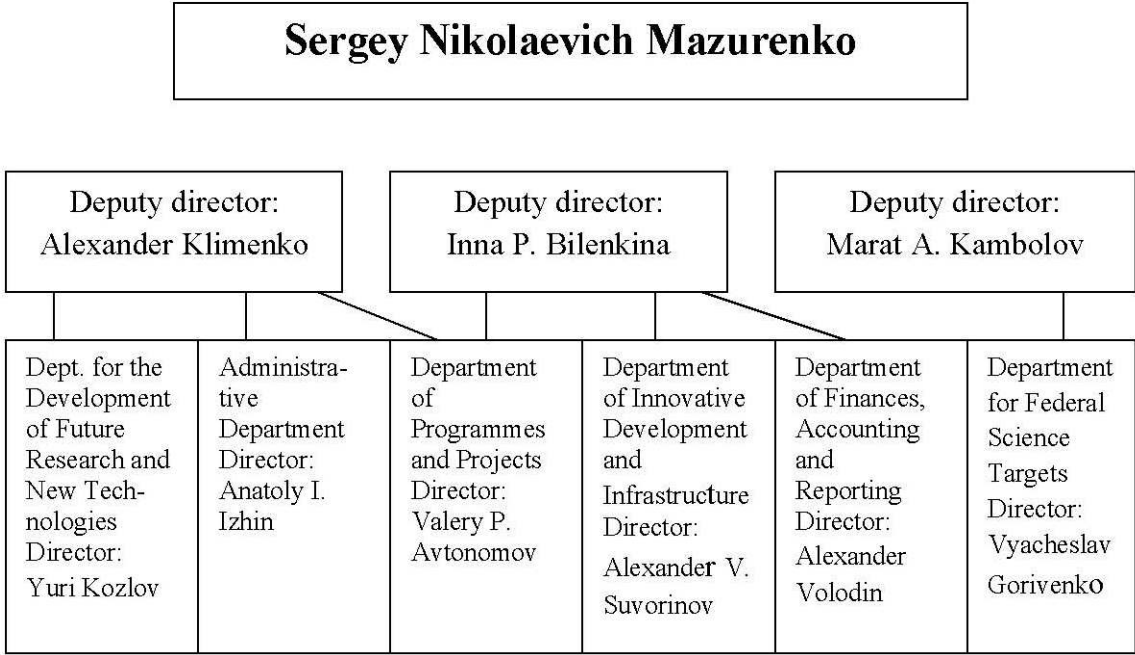 Sergey Nikolaevich Mazurenko
Deputy director:
Alexander Klimenko
Deputy director:
Inna P. Bilenkina
Deputy director:
Marat A. Kambolov
Dept. for the
Development
of Future
Research and
New Tech-
nologies
Director:
Yuri Kozlov
Administra-
tive
Department
Director:
Anatoly I.
Izhin
Department
of
Programmes
and Projects
Director:
Valery P.
Avtonomov
Department
of Innovative
Development
and
Infrastructure
Director:
Alexander V.
Suvorinov
Department
of Finances,
Accounting
and
Reporting
Director:
Alexander
Volodin
Department
for Federal
Science
Targets
Director:
Vyacheslav
Gorivenko